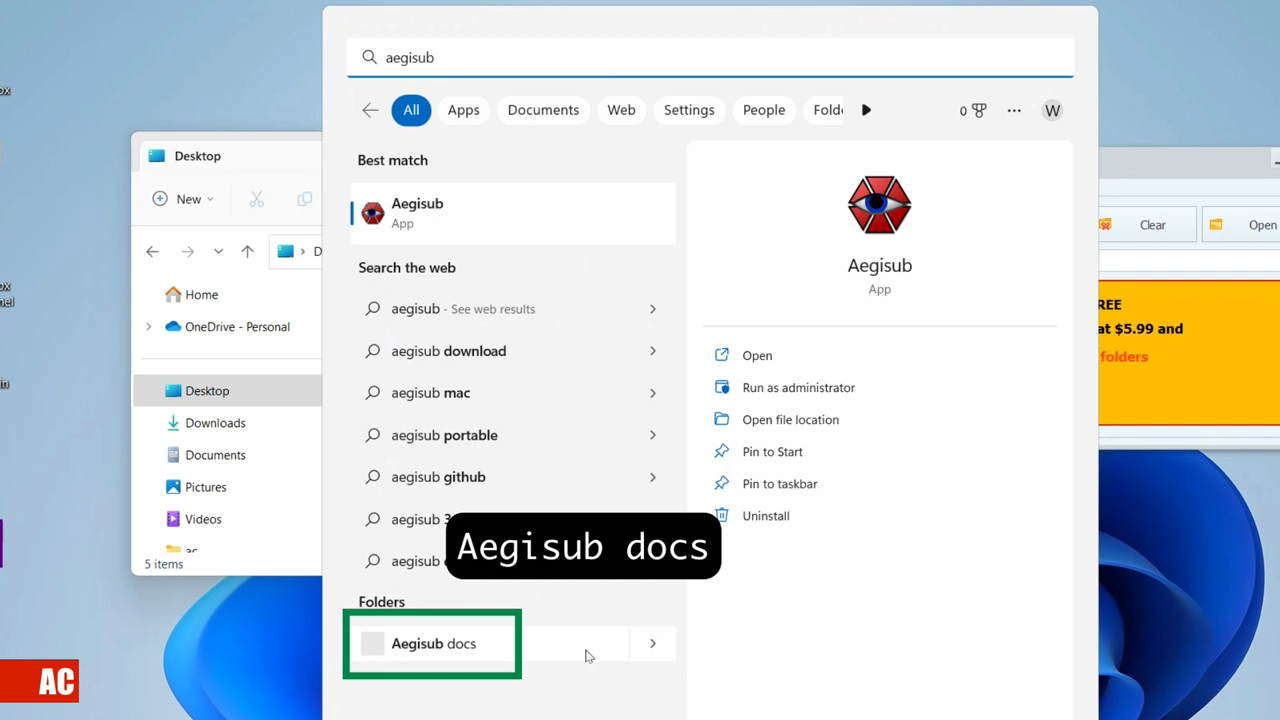 aegisub
All
Apps
Documents
Web
Settings
People
0
W
Best match
Aegisub
App
Search the web
aegisub - See web results
aegisub download
aegisub mac
aegisub portable
aegisub github
aegisub
aegisub
Aegisub docs
Folders
Aegisub docs
Aegisub
App
Open
Run as administrator
Open file location
Pin to Start
Pin to taskbar
Uninstall
Desktop
New
D
Home
OneDrive - Personal
Desktop
Downloads
Documents
Pictures
Videos
ac
5 items
Clear
Open
REE
at $5.99 and
folders
AC